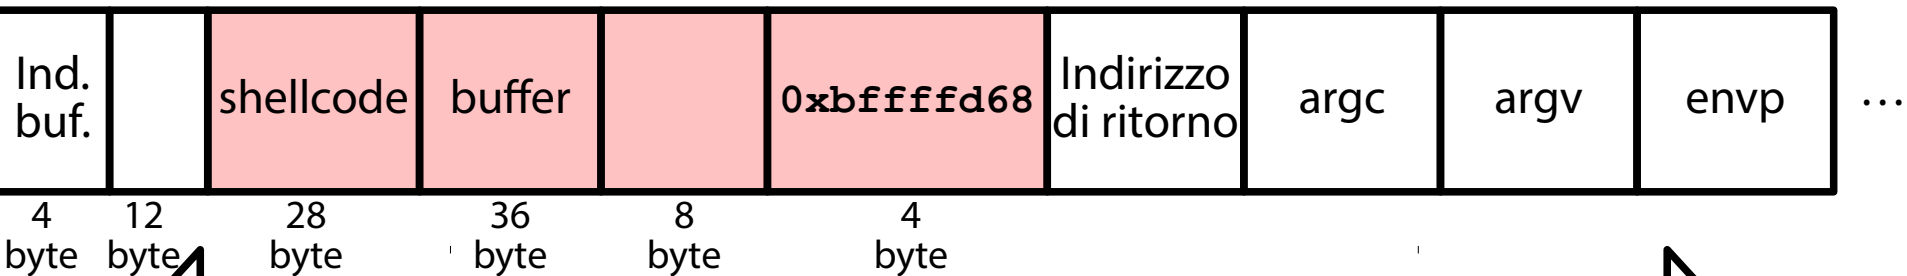 Ind.
buf.
shellcode
buffer
0xbffffd68
Indirizzo
di ritorno
argc
argv
envp
...
4
byte
12
byte
28
byte
36
byte
8
byte
4
byte